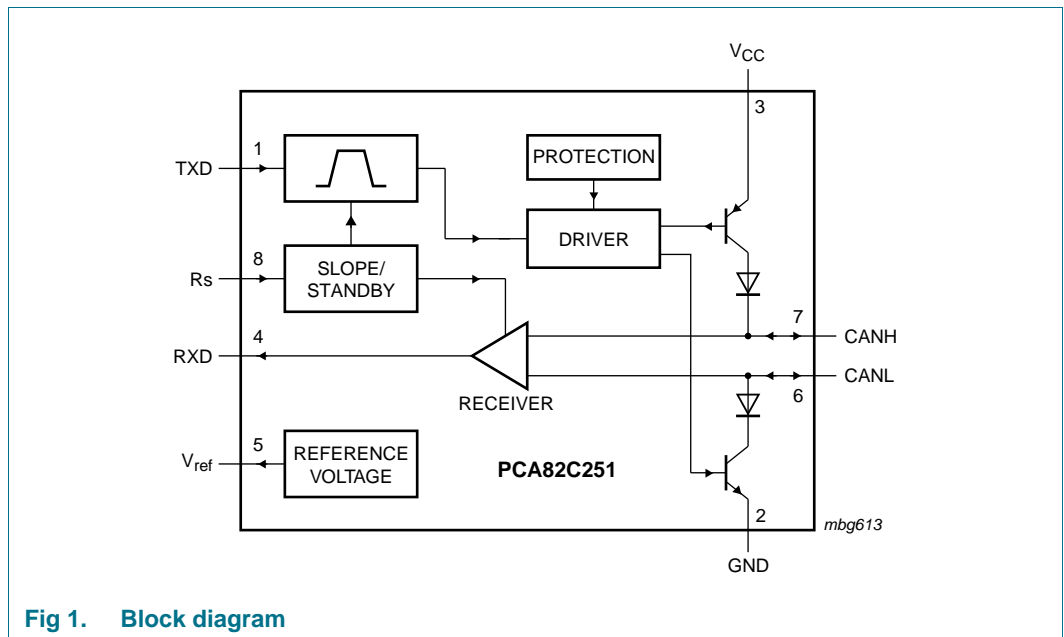 VCC
3
1
TXD
PROTECTION
DRIVER
8
Rs
SLOPE/
STANDBY
7
CANH
4
RXD
CANL
6
RECEIVER
5
Vref
REFERENCE
VOLTAGE
PCA82C251
2
mbg613
GND
Fig 1. Block diagram